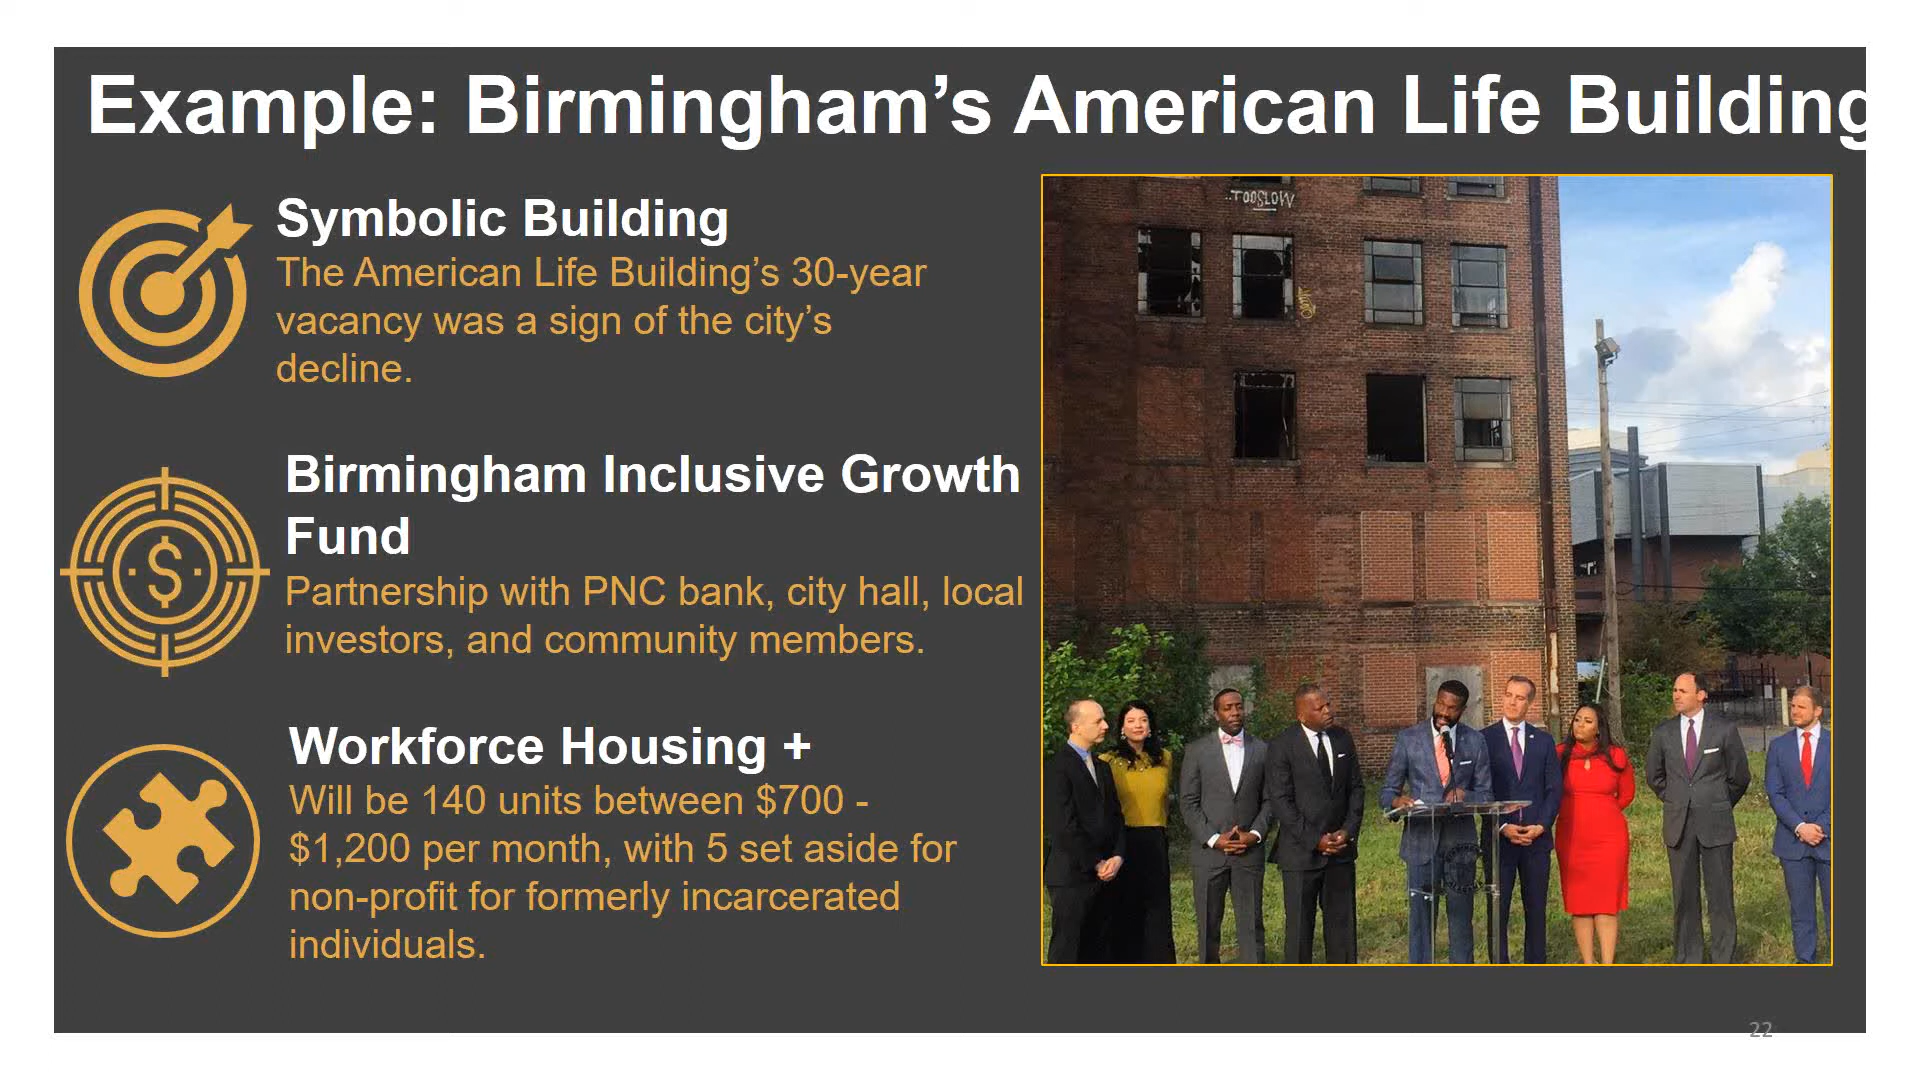 Example: Birmingham’s American Life Building
Symbolic Building
The American Life Building’s 30-year
vacancy was a sign of the city’s
decline.
Birmingham Inclusive Growth
Fund
Partnership with PNC bank, city hall, local
investors, and community members.
Workforce Housing +
Will be 140 units between $700 -
$1,200 per month, with 5 set aside for
non-profit for formerly incarcerated
individuals.
TOOSLOW
$
22